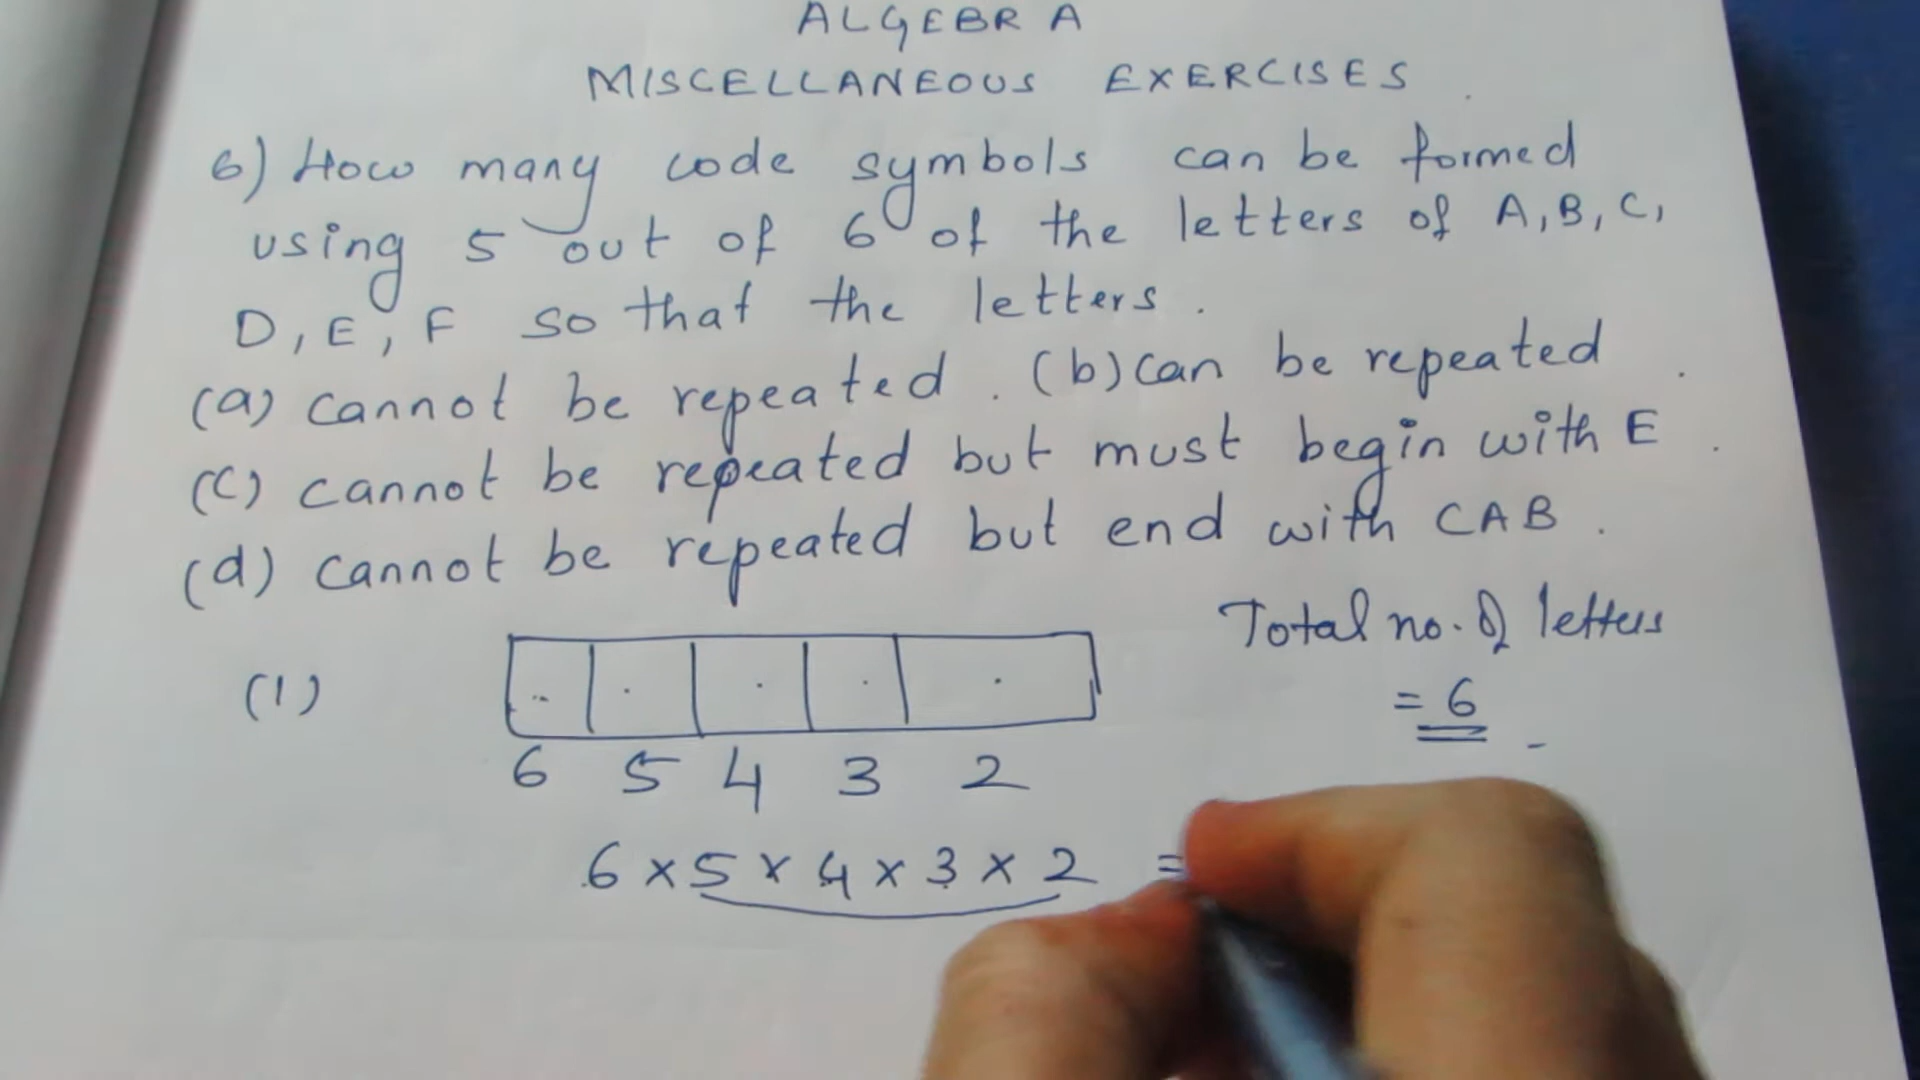 ALGEBRA
MISCELLANEOUS EXERCISES.
6) How many code symbols can be formed
using 5 out of 6 of the letters of A, B, C,
D, E, F so that the letters.
(a) cannot be repeated. (b) can be repeated.
(c) cannot be repeated but must begin with E.
(d) cannot be repeated but end with CAB.
Total no. of letters
(1)
= 6
6 5 4 3 2
6 x 5 x 4 x 3 x 2 =